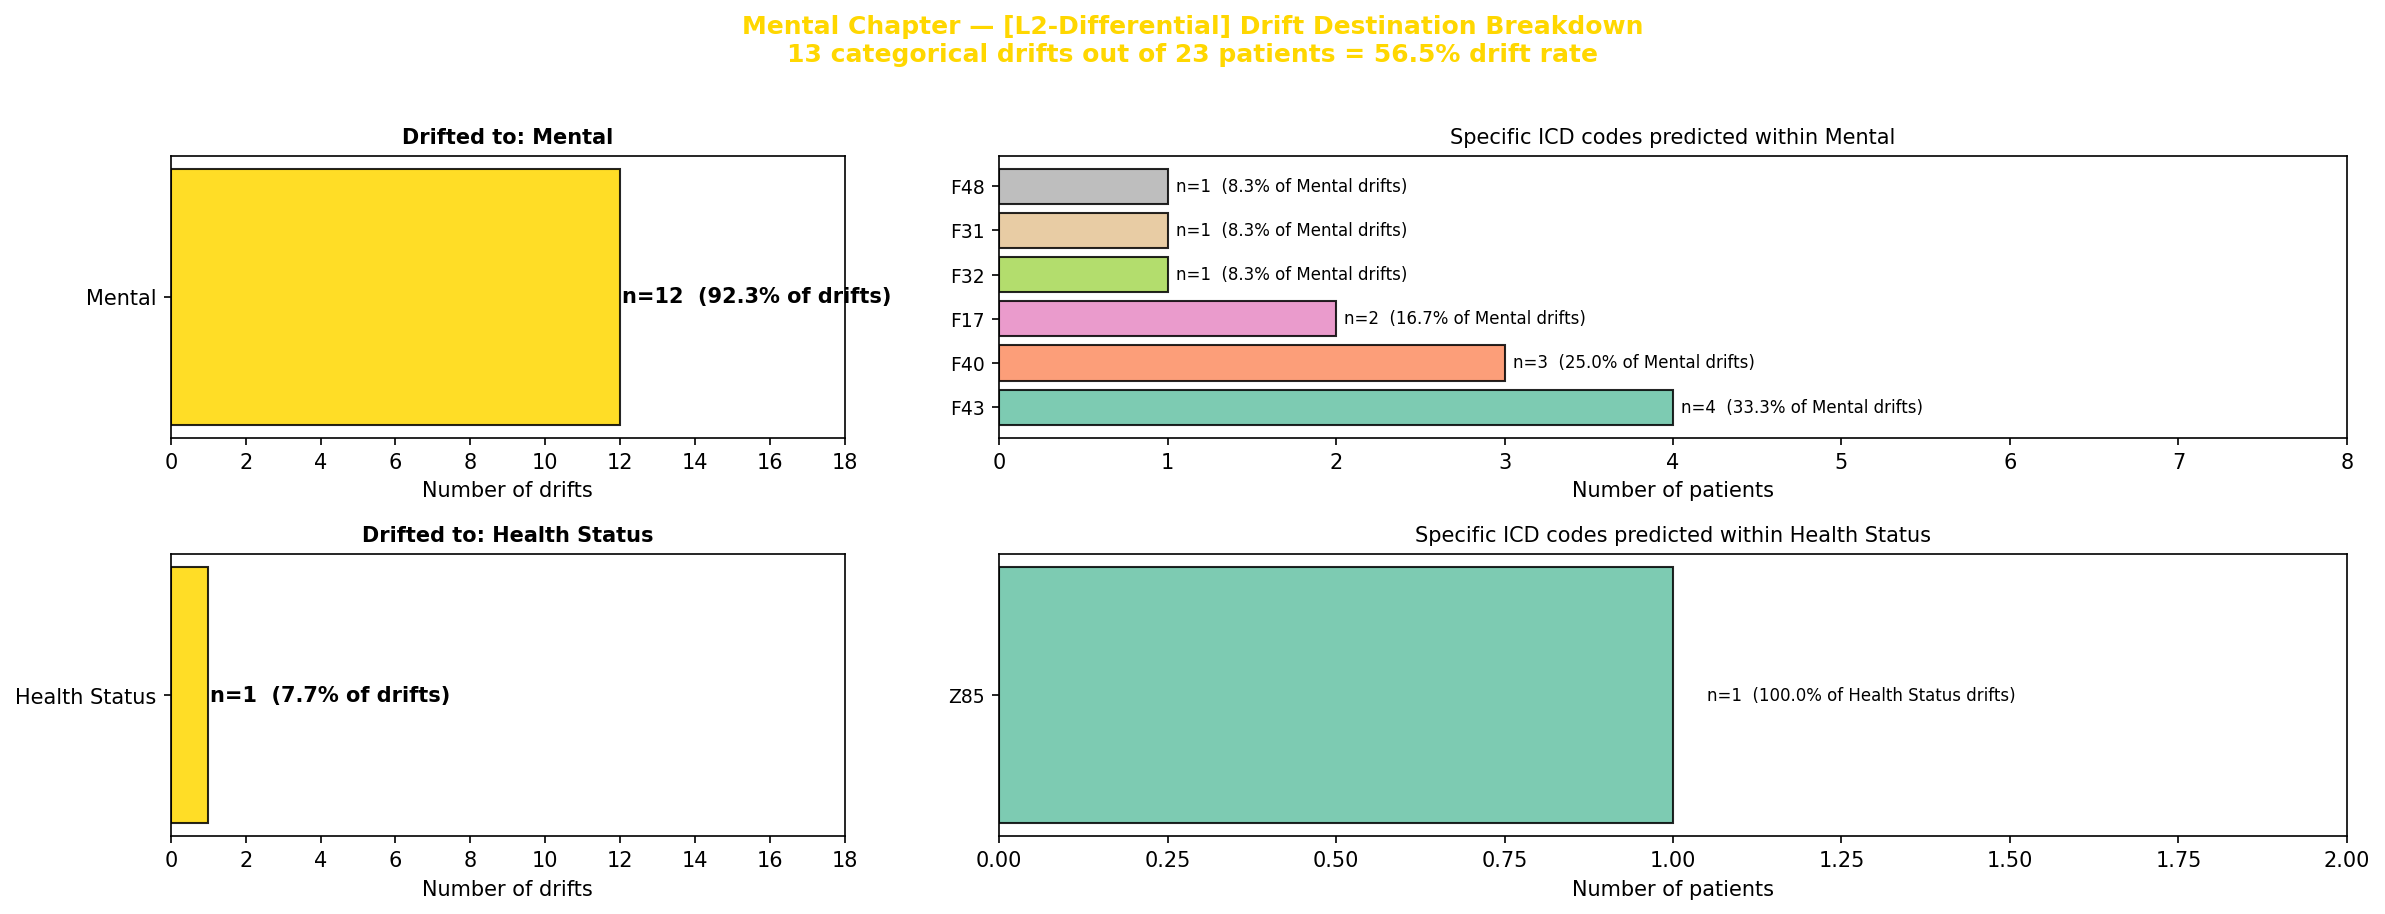 Mental Chapter — [L2-Differential] Drift Destination Breakdown
13 categorical drifts out of 23 patients = 56.5% drift rate
Drifted to: Mental
Mental
n=12 (92.3% of drifts)
0 2 4 6 8 10 12 14 16 18
Number of drifts
Specific ICD codes predicted within Mental
F48 n=1 (8.3% of Mental drifts)
F31 n=1 (8.3% of Mental drifts)
F32 n=1 (8.3% of Mental drifts)
F17 n=2 (16.7% of Mental drifts)
F40 n=3 (25.0% of Mental drifts)
F43 n=4 (33.3% of Mental drifts)
0 1 2 3 4 5 6 7 8
Number of patients
Drifted to: Health Status
Health Status n=1 (7.7% of drifts)
0 2 4 6 8 10 12 14 16 18
Number of drifts
Specific ICD codes predicted within Health Status
Z85 n=1 (100.0% of Health Status drifts)
0.00 0.25 0.50 0.75 1.00 1.25 1.50 1.75 2.00
Number of patients